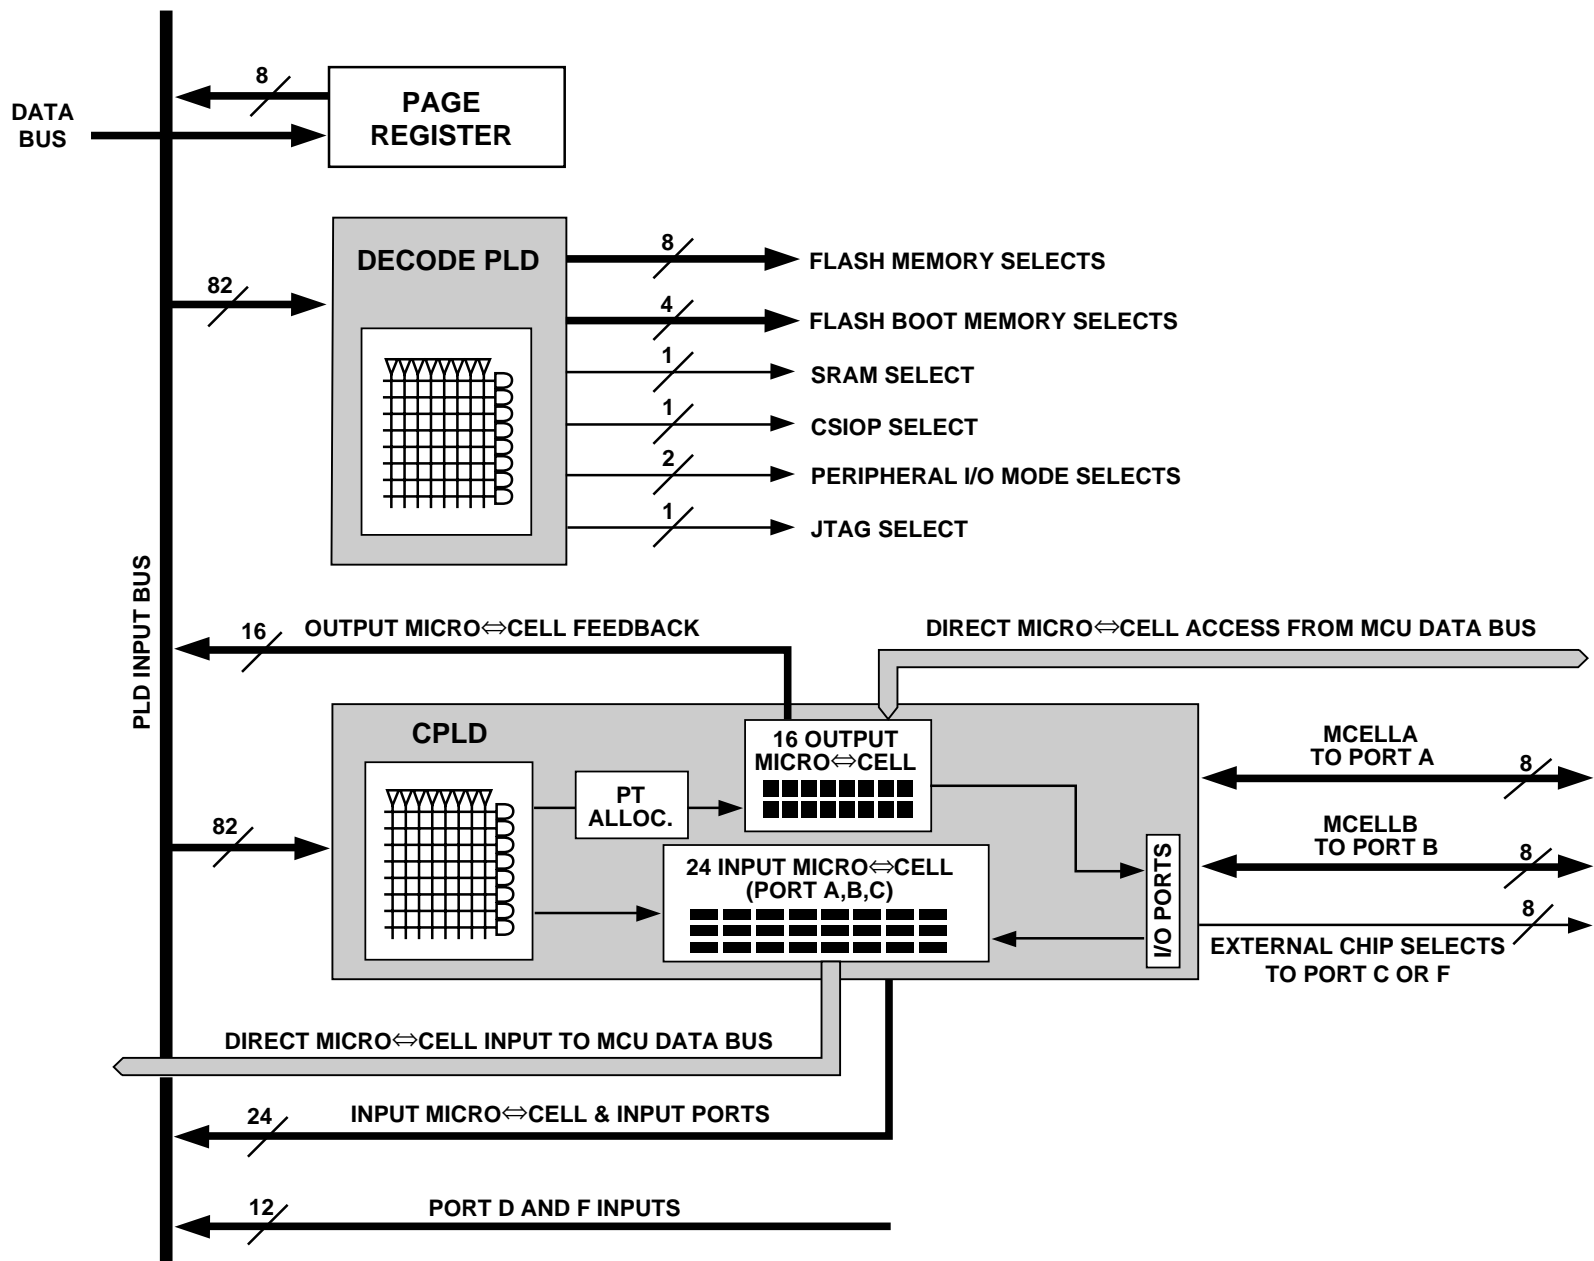 8
PAGE
REGISTER
DATA
BUS
DECODE PLD
82
8
FLASH MEMORY SELECTS
4
FLASH BOOT MEMORY SELECTS
1
SRAM SELECT
1
CSIOP SELECT
2
PERIPHERAL I/O MODE SELECTS
1
JTAG SELECT
PLD INPUT BUS
16
OUTPUT MICRO⇔CELL FEEDBACK
DIRECT MICRO⇔CELL ACCESS FROM MCU DATA BUS
CPLD
82
PT
ALLOC.
16 OUTPUT
MICRO⇔CELL
24 INPUT MICRO⇔CELL
(PORT A,B,C)
I/O PORTS
MCELLA
TO PORT A
8
MCELLB
TO PORT B
8
8
EXTERNAL CHIP SELECTS
TO PORT C OR F
DIRECT MICRO⇔CELL INPUT TO MCU DATA BUS
24
INPUT MICRO⇔CELL & INPUT PORTS
12
PORT D AND F INPUTS